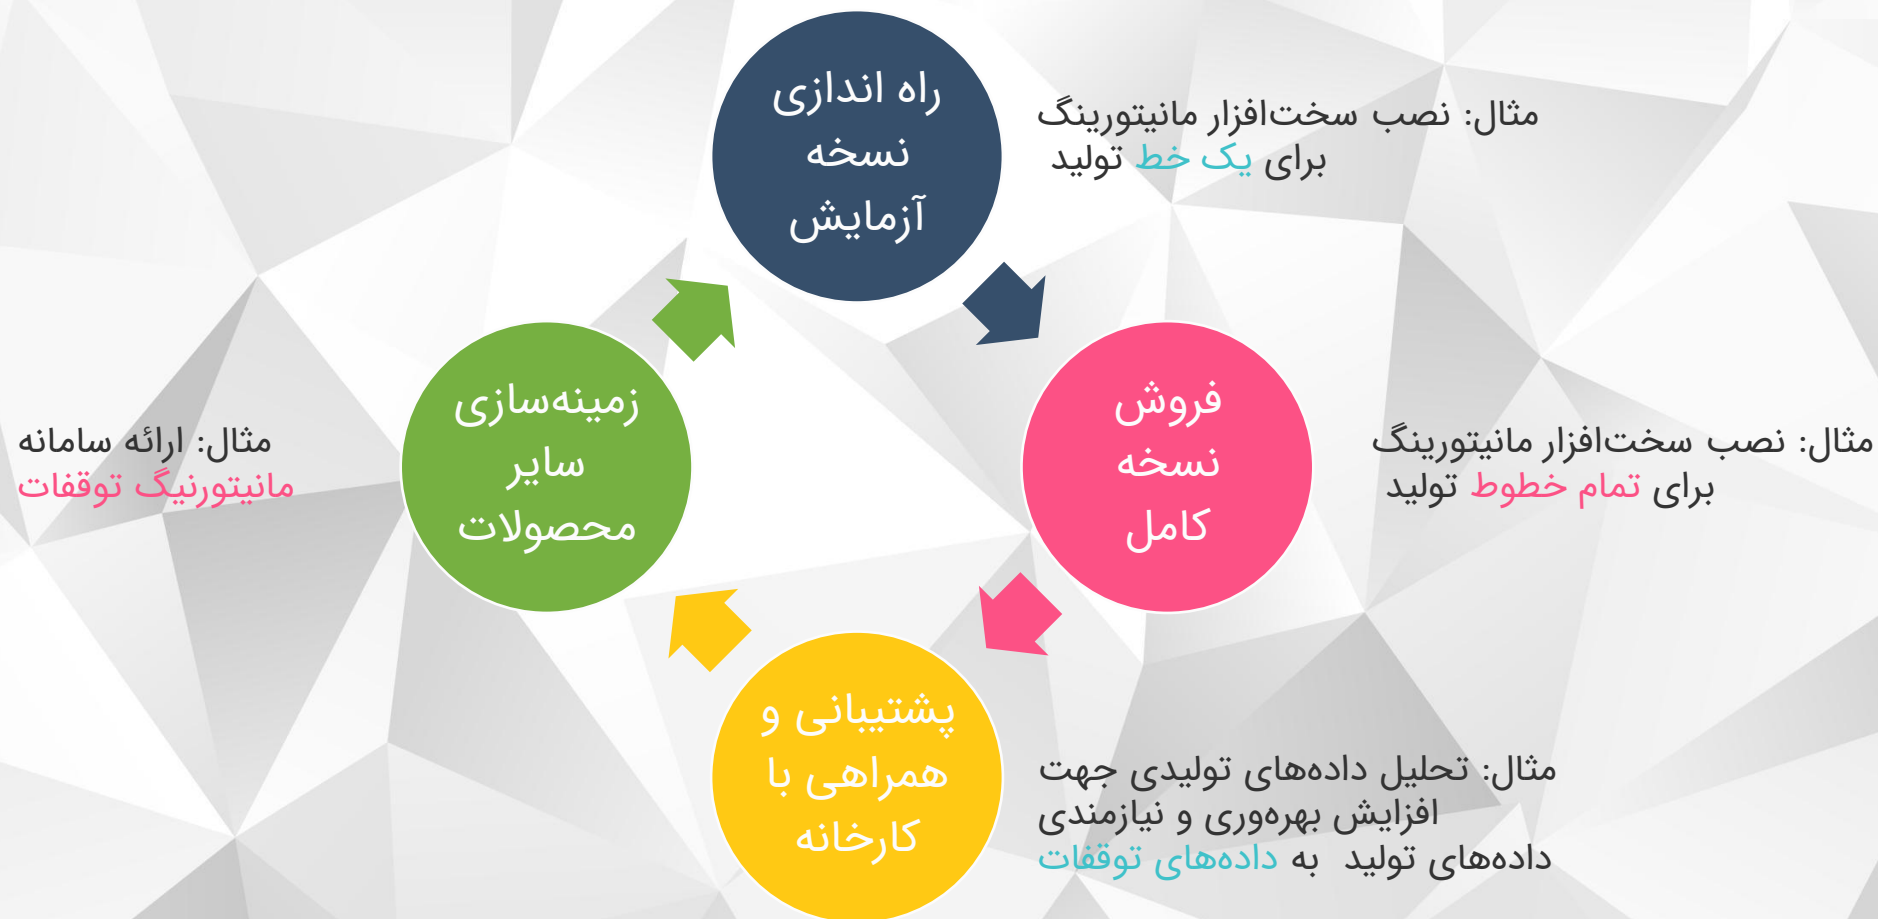 راه اندازی
نسخه
آزمایش
مثال: نصب سخت‌افزار مانیتورینگ
برای یک خط تولید
فروش
نسخه
کامل
مثال: نصب سخت‌افزار مانیتورینگ
برای تمام خطوط تولید
پشتیبانی و
همراهی با
کارخانه
مثال: تحلیل داده‌های تولیدی جهت
افزایش بهره‌وری و نیازمندی
داده‌های تولید به داده‌های توقفات
زمینه‌سازی
سایر
محصولات
مثال: ارائه سامانه
مانیتورنیگ توقفات